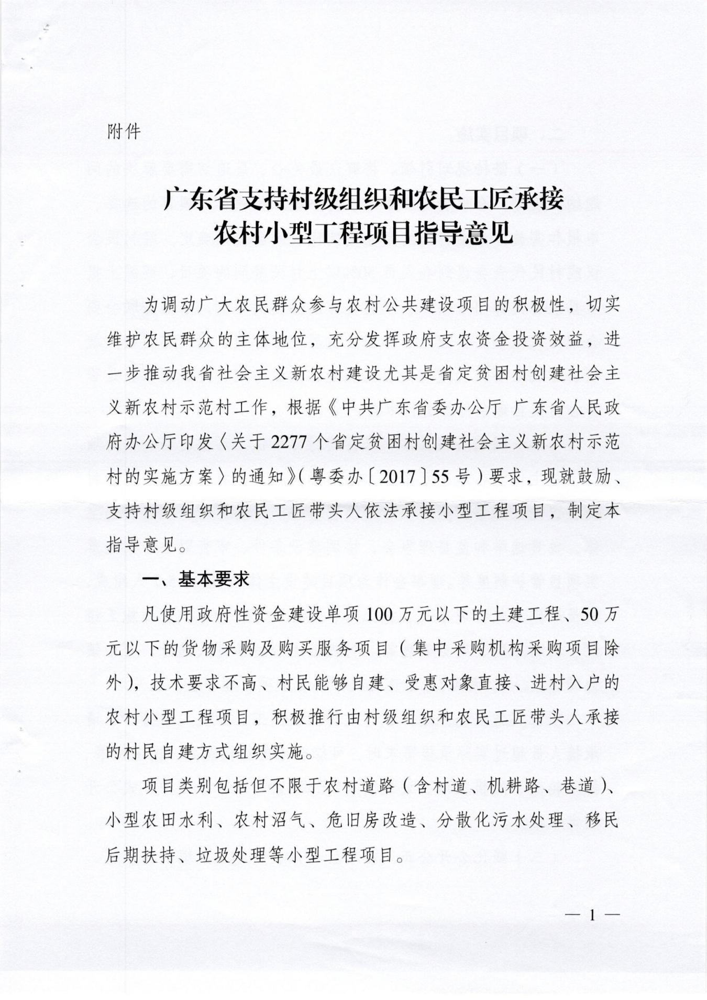 附件
广东省支持村级组织和农民工匠承接
农村小型工程项目指导意见
为调动广大农民群众参与农村公共建设项目的积极性，切实
维护农民群众的主体地位，充分发挥政府支农资金投资效益，进
一步推动我省社会主义新农村建设尤其是省定贫困村创建社会主
义新农村示范村工作，根据《中共广东省委办公厅 广东省人民政
府办公厅印发〈关于2277个省定贫困村创建社会主义新农村示范
村的实施方案〉的通知》（粤委办〔2017〕55号）要求，现就鼓励、
支持村级组织和农民工匠带头人依法承接小型工程项目，制定本
指导意见。
一、基本要求
凡使用政府性资金建设单项100万元以下的土建工程、50万
元以下的货物采购及购买服务项目（集中采购机构采购项目除
外），技术要求不高、村民能够自建、受惠对象直接、进村入户的
农村小型工程项目，积极推行由村级组织和农民工匠带头人承接
的村民自建方式组织实施。
项目类别包括但不限于农村道路（含村道、机耕路、巷道）、
小型农田水利、农村沼气、危旧房改造、分散化污水处理、移民
后期扶持、垃圾处理等小型工程项目。
— 1 —